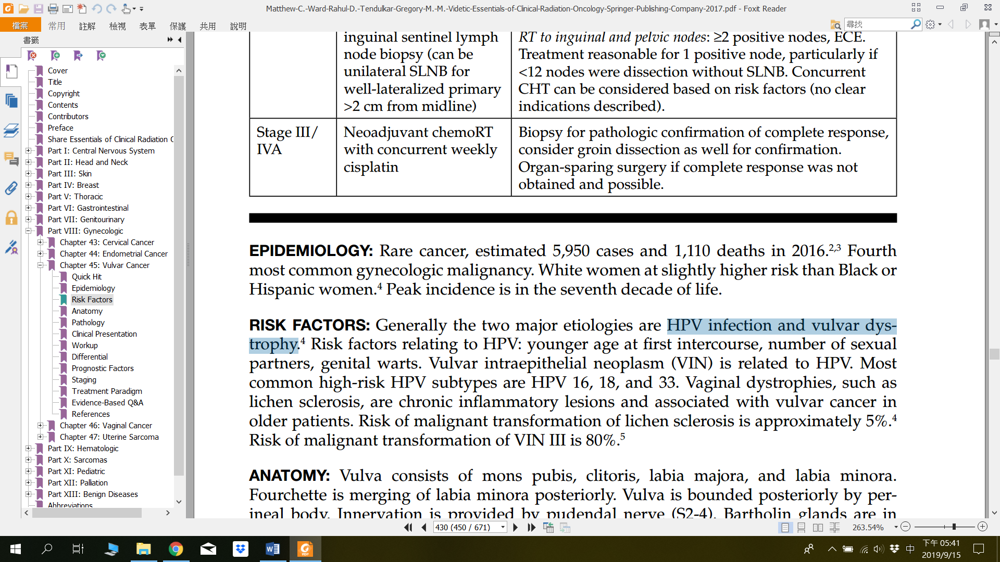 Matthew-C.-Ward-Rahul-D.-Tendulkar-Gregory-M.-M.-Videtic-Essentials-of-Clinical-Radiation-Oncology-Springer-Publishing-Company-2017.pdf - Foxit Reader
檔案 常用 註解 檢視 表單 保護 共用 說明
尋找
書籤
Cover
Title
Copyright
Contents
Contributors
Preface
Share Essentials of Clinical Radiation C
Part I: Central Nervous System
Part II: Head and Neck
Part III: Skin
Part IV: Breast
Part V: Thoracic
Part VI: Gastrointestinal
Part VII: Genitourinary
Part VIII: Gynecologic
Chapter 43: Cervical Cancer
Chapter 44: Endometrial Cancer
Chapter 45: Vulvar Cancer
Quick Hit
Epidemiology
Risk Factors
Anatomy
Pathology
Clinical Presentation
Workup
Differential
Prognostic Factors
Staging
Treatment Paradigm
Evidence-Based Q&A
References
Chapter 46: Vaginal Cancer
Chapter 47: Uterine Sarcoma
Part IX: Hematologic
Part X: Sarcomas
Part XI: Pediatric
Part XII: Palliation
Part XIII: Benign Diseases
Abbreviations
inguinal sentinel lymph
node biopsy (can be
unilateral SLNB for
well-lateralized primary
>2 cm from midline)
RT to inguinal and pelvic nodes: ≥2 positive nodes, ECE.
Treatment reasonable for 1 positive node, particularly if
<12 nodes were dissection without SLNB. Concurrent
CHT can be considered based on risk factors (no clear
indications described).
Stage III/
IVA
Neoadjuvant chemoRT
with concurrent weekly
cisplatin
Biopsy for pathologic confirmation of complete response,
consider groin dissection as well for confirmation.
Organ-sparing surgery if complete response was not
obtained and possible.
EPIDEMIOLOGY: Rare cancer, estimated 5,950 cases and 1,110 deaths in 2016.2,3 Fourth
most common gynecologic malignancy. White women at slightly higher risk than Black or
Hispanic women.4 Peak incidence is in the seventh decade of life.
RISK FACTORS: Generally the two major etiologies are HPV infection and vulvar dys-
trophy.4 Risk factors relating to HPV: younger age at first intercourse, number of sexual
partners, genital warts. Vulvar intraepithelial neoplasm (VIN) is related to HPV. Most
common high-risk HPV subtypes are HPV 16, 18, and 33. Vaginal dystrophies, such as
lichen sclerosis, are chronic inflammatory lesions and associated with vulvar cancer in
older patients. Risk of malignant transformation of lichen sclerosis is approximately 5%.4
Risk of malignant transformation of VIN III is 80%.5
ANATOMY: Vulva consists of mons pubis, clitoris, labia majora, and labia minora.
Fourchette is merging of labia minora posteriorly. Vulva is bounded posteriorly by per-
ineal body. Innervation is provided by pudendal nerve (S2-4). Bartholin glands are in
430 (450 / 671)
263.54%
中
下午 05:41
2019/9/15